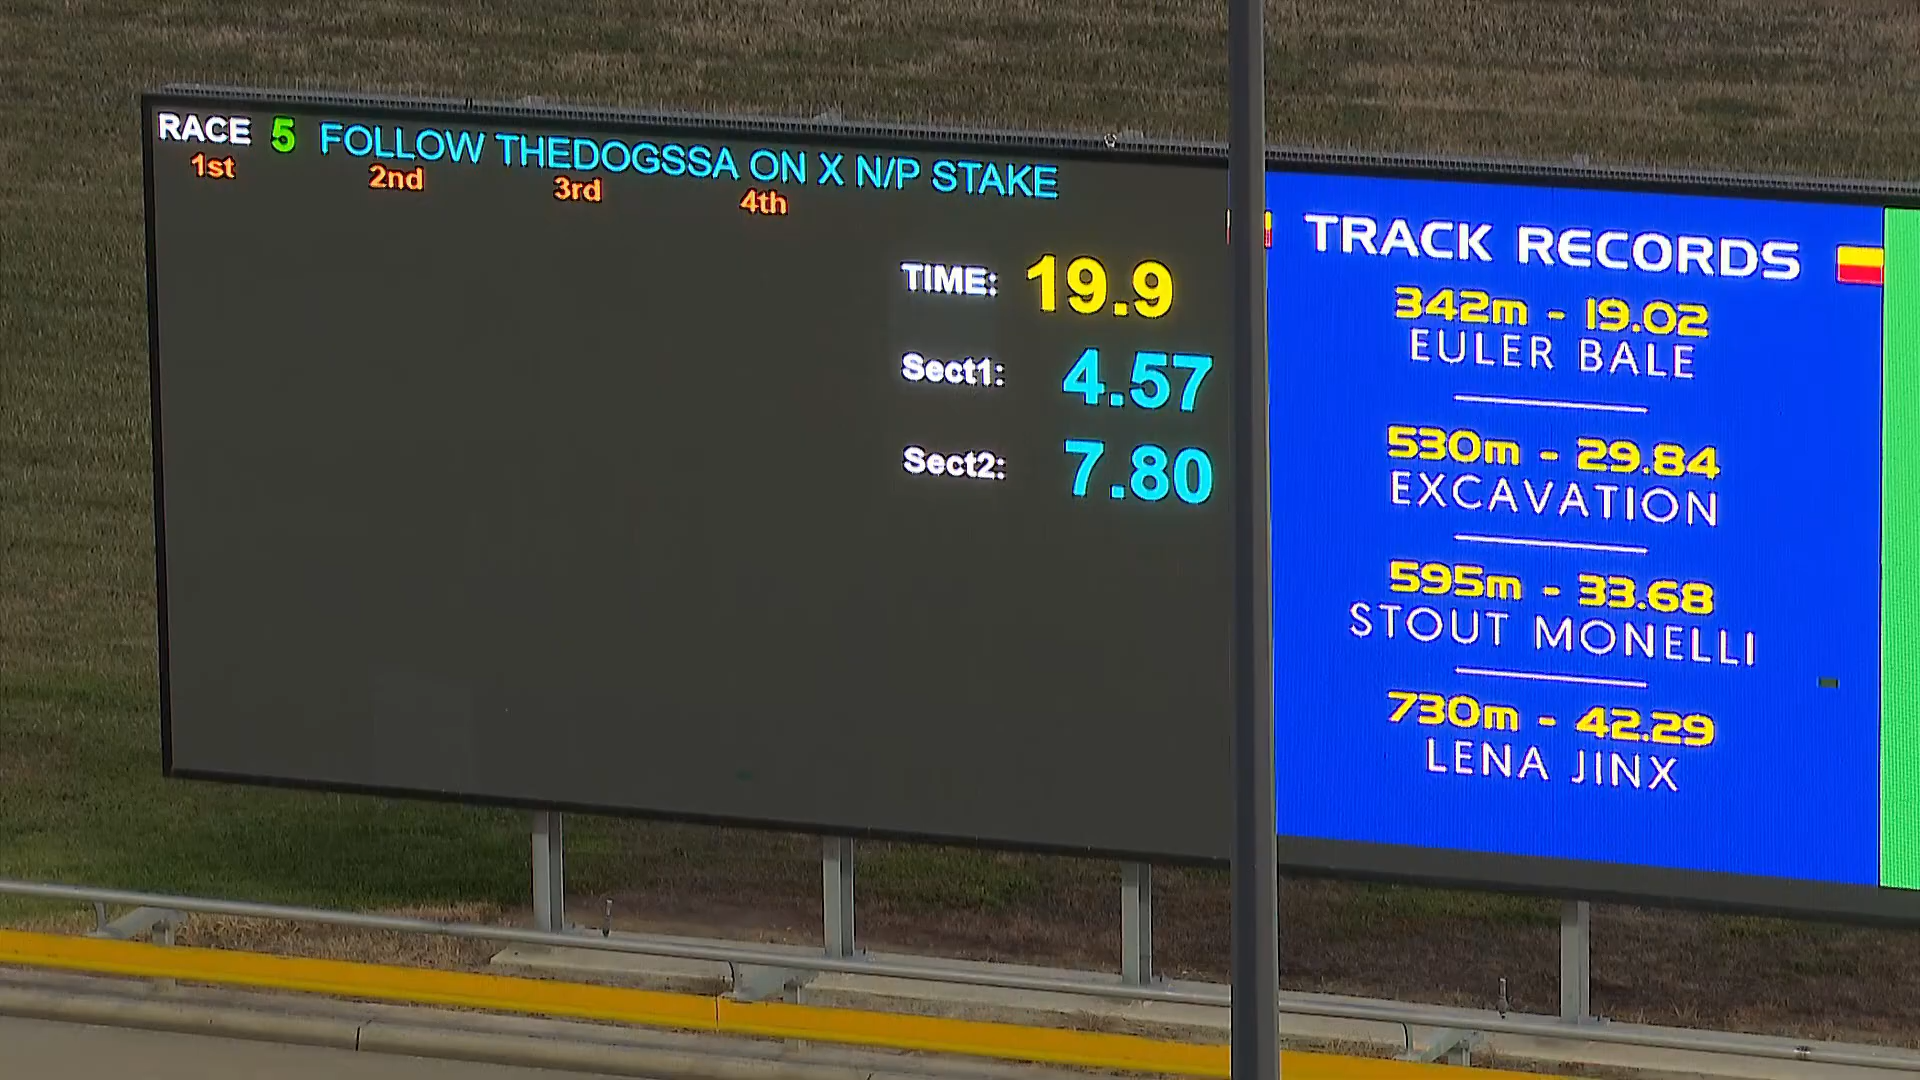 RACE 5 FOLLOW THEDOGSSA ON X N/P STAKE
1st 2nd 3rd 4th
TIME: 19.9
Sect1: 4.57
Sect2: 7.80
TRACK RECORDS
342m - 19.02
EULER BALE
530m - 29.84
EXCAVATION
595m - 33.68
STOUT MONELLI
730m - 42.29
LENA JINX